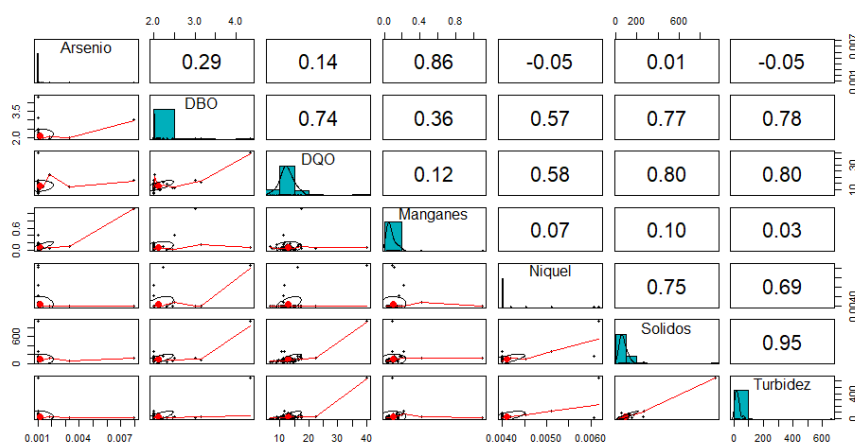 2.0 3.0 4.0 0.0 0.4 0.8 0 200 600
Arsenio 0.29 0.14 0.86 -0.05 0.01 -0.05 0.001 0.004 0.007
2.0 3.5 DBO 0.74 0.36 0.57 0.77 0.78
DQO 0.12 0.58 0.80 0.80 10 30
0.0 0.6 Manganes 0.07 0.10 0.03
Niquel 0.75 0.69 0.0040
0 600 Solidos 0.95
Turbidez 0 400
0.001 0.004 0.007 10 20 30 40 0.0040 0.0050 0.0060 0 200 400 600